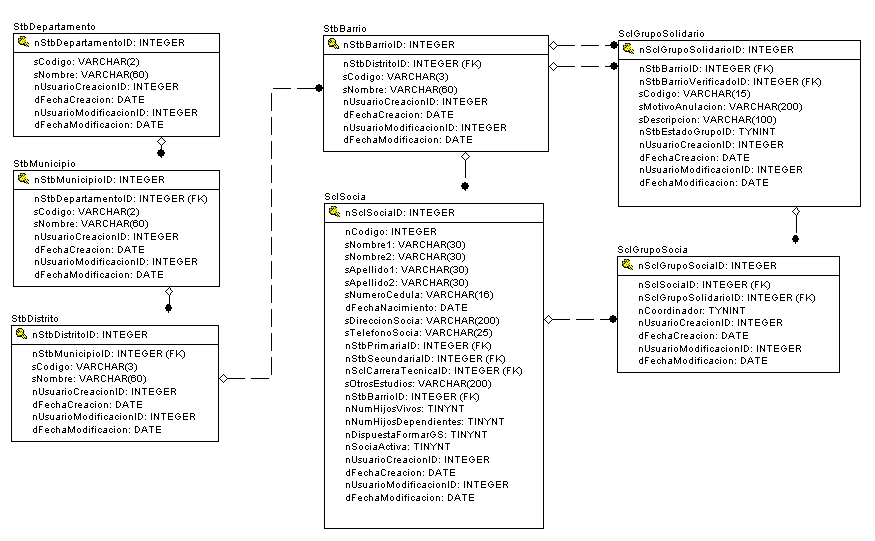 StbDepartamento
nStbDepartamentoID: INTEGER
sCodigo: VARCHAR(2)
sNombre: VARCHAR(60)
nUsuarioCreacionID: INTEGER
dFechaCreacion: DATE
nUsuarioModificacionID: INTEGER
dFechaModificacion: DATE
StbMunicipio
nStbMunicipioID: INTEGER
nStbDepartamentoID: INTEGER (FK)
sCodigo: VARCHAR(2)
sNombre: VARCHAR(60)
nUsuarioCreacionID: INTEGER
dFechaCreacion: DATE
nUsuarioModificacionID: INTEGER
dFechaModificacion: DATE
StbDistrito
nStbDistritoID: INTEGER
nStbMunicipioID: INTEGER (FK)
sCodigo: VARCHAR(3)
sNombre: VARCHAR(60)
nUsuarioCreacionID: INTEGER
dFechaCreacion: DATE
nUsuarioModificacionID: INTEGER
dFechaModificacion: DATE
StbBarrio
nStbBarrioID: INTEGER
nStbDistritoID: INTEGER (FK)
sCodigo: VARCHAR(3)
sNombre: VARCHAR(60)
nUsuarioCreacionID: INTEGER
dFechaCreacion: DATE
nUsuarioModificacionID: INTEGER
dFechaModificacion: DATE
SclSocia
nSclSociaID: INTEGER
nCodigo: INTEGER
sNombre1: VARCHAR(30)
sNombre2: VARCHAR(30)
sApellido1: VARCHAR(30)
sApellido2: VARCHAR(30)
sNumeroCedula: VARCHAR(16)
dFechaNacimiento: DATE
sDireccionSocia: VARCHAR(200)
sTelefonoSocia: VARCHAR(25)
nStbPrimariaID: INTEGER (FK)
nStbSecundariaID: INTEGER (FK)
nSclCarreraTecnicaID: INTEGER (FK)
sOtrosEstudios: VARCHAR(200)
nStbBarrioID: INTEGER (FK)
nNumHijosVivos: TINYNT
nNumHijosDependientes: TINYNT
nDispuestaFormarGS: TINYNT
nSociaActiva: TINYNT
nUsuarioCreacionID: INTEGER
dFechaCreacion: DATE
nUsuarioModificacionID: INTEGER
dFechaModificacion: DATE
SclGrupoSolidario
nSclGrupoSolidarioID: INTEGER
nStbBarrioID: INTEGER (FK)
nStbBarrioVerificadoID: INTEGER (FK)
sCodigo: VARCHAR(15)
sMotivoAnulacion: VARCHAR(200)
sDescripcion: VARCHAR(100)
nStbEstadoGrupoID: TYNINT
nUsuarioCreacionID: INTEGER
dFechaCreacion: DATE
nUsuarioModificacionID: INTEGER
dFechaModificacion: DATE
SclGrupoSocia
nSclGrupoSociaID: INTEGER
nSclSociaID: INTEGER (FK)
nSclGrupoSolidarioID: INTEGER (FK)
nCoordinador: TYNINT
nUsuarioCreacionID: INTEGER
dFechaCreacion: DATE
nUsuarioModificacionID: INTEGER
dFechaModificacion: DATE